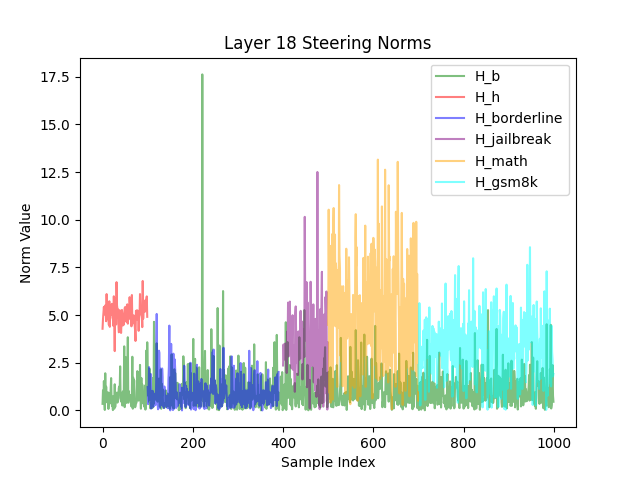 Layer 18 Steering Norms
17.5
15.0
12.5
10.0
7.5
5.0
2.5
0.0
Norm Value
H_b
H_h
H_borderline
H_jailbreak
H_math
H_gsm8k
0 200 400 600 800 1000
Sample Index